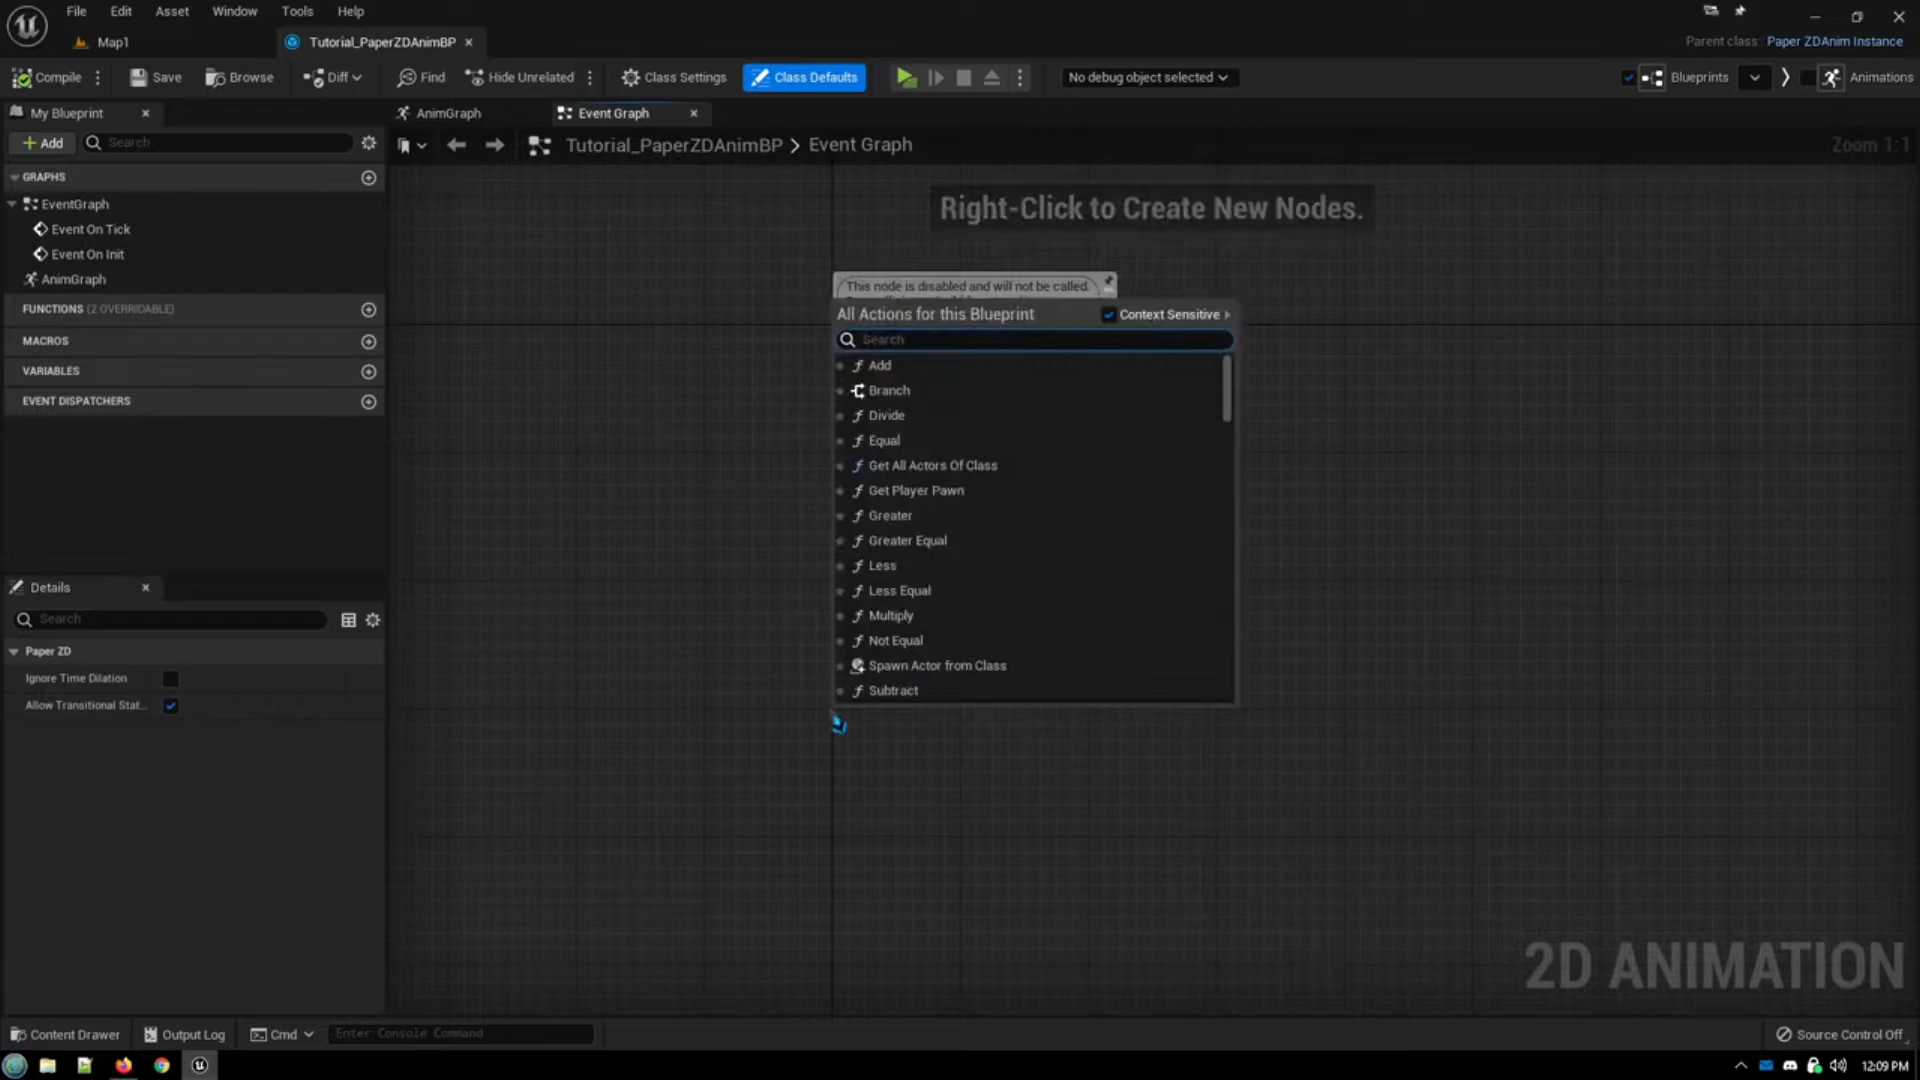 File Edit Asset Window Tools Help
Map1
Tutorial_PaperZDAnimBP
Parent class: Paper ZDAnim Instance
Compile
Save
Browse
Diff
Find
Hide Unrelated
Class Settings
Class Defaults
No debug object selected
Blueprints
Animations
My Blueprint
AnimGraph
Event Graph
Add
Search
Tutorial_PaperZDAnimBP > Event Graph
Zoom 1:1
GRAPHS
EventGraph
Event On Tick
Event On Init
AnimGraph
FUNCTIONS (2 OVERRIDABLE)
MACROS
VARIABLES
EVENT DISPATCHERS
Right-Click to Create New Nodes.
This node is disabled and will not be called.
All Actions for this Blueprint
Context Sensitive
Search
Add
Branch
Divide
Equal
Get All Actors Of Class
Get Player Pawn
Greater
Greater Equal
Less
Less Equal
Multiply
Not Equal
Spawn Actor from Class
Subtract
Details
Search
Paper ZD
Ignore Time Dilation
Allow Transitional Stat...
2D ANIMATION
Content Drawer
Output Log
Cmd
Enter Console Command
Source Control Off
12:09 PM